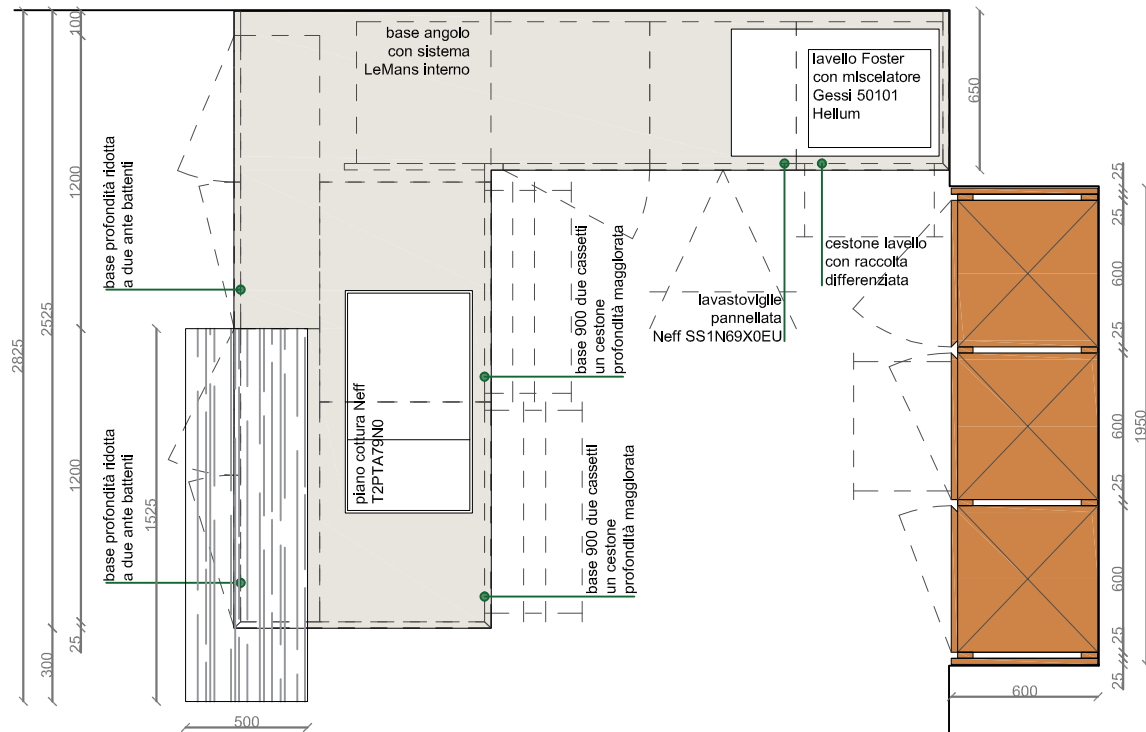 base angolo
con sistema
LeMans interno
lavello Foster
con miscelatore
Gessi 50101
Hellum
cestone lavello
con raccolta
differenziata
lavastoviglie
pannellata
Neff SS1N69X0EU
base profondità ridotta
a due ante battenti
base profondità ridotta
a due ante battenti
piano cottura Neff
T2PTA79N0
base 900 due cassetti
un cestone
profondità maggiorata
base 900 due cassetti
un cestone
profondità maggiorata
100
1200
1200
25
300
2525
2825
1525
500
650
25
25
600
25
600
25
600
25
25
1950
600